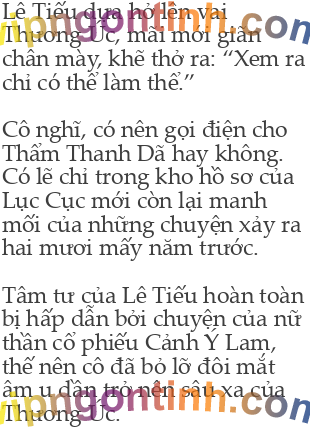 Lê Tiếu dựa hờ lên vai
Thương Úc, mãi mới giãn
chân mày, khẽ thở ra: “Xem ra
chỉ có thể làm thế.”
Cô nghĩ, có nên gọi điện cho
Thẩm Thanh Dã hay không.
Có lẽ chỉ trong kho hồ sơ của
Lục Cục mới còn lại manh
mối của những chuyện xảy ra
hai mươi mấy năm trước.
Tâm tư của Lê Tiếu hoàn toàn
bị hấp dẫn bởi chuyện của nữ
thần cổ phiếu Cảnh Ý Lam,
thế nên cô đã bỏ lỡ đôi mắt
âm u dần trở nên sâu xa của
Thương Úc.
vipngontinh.com
vipngontinh.com